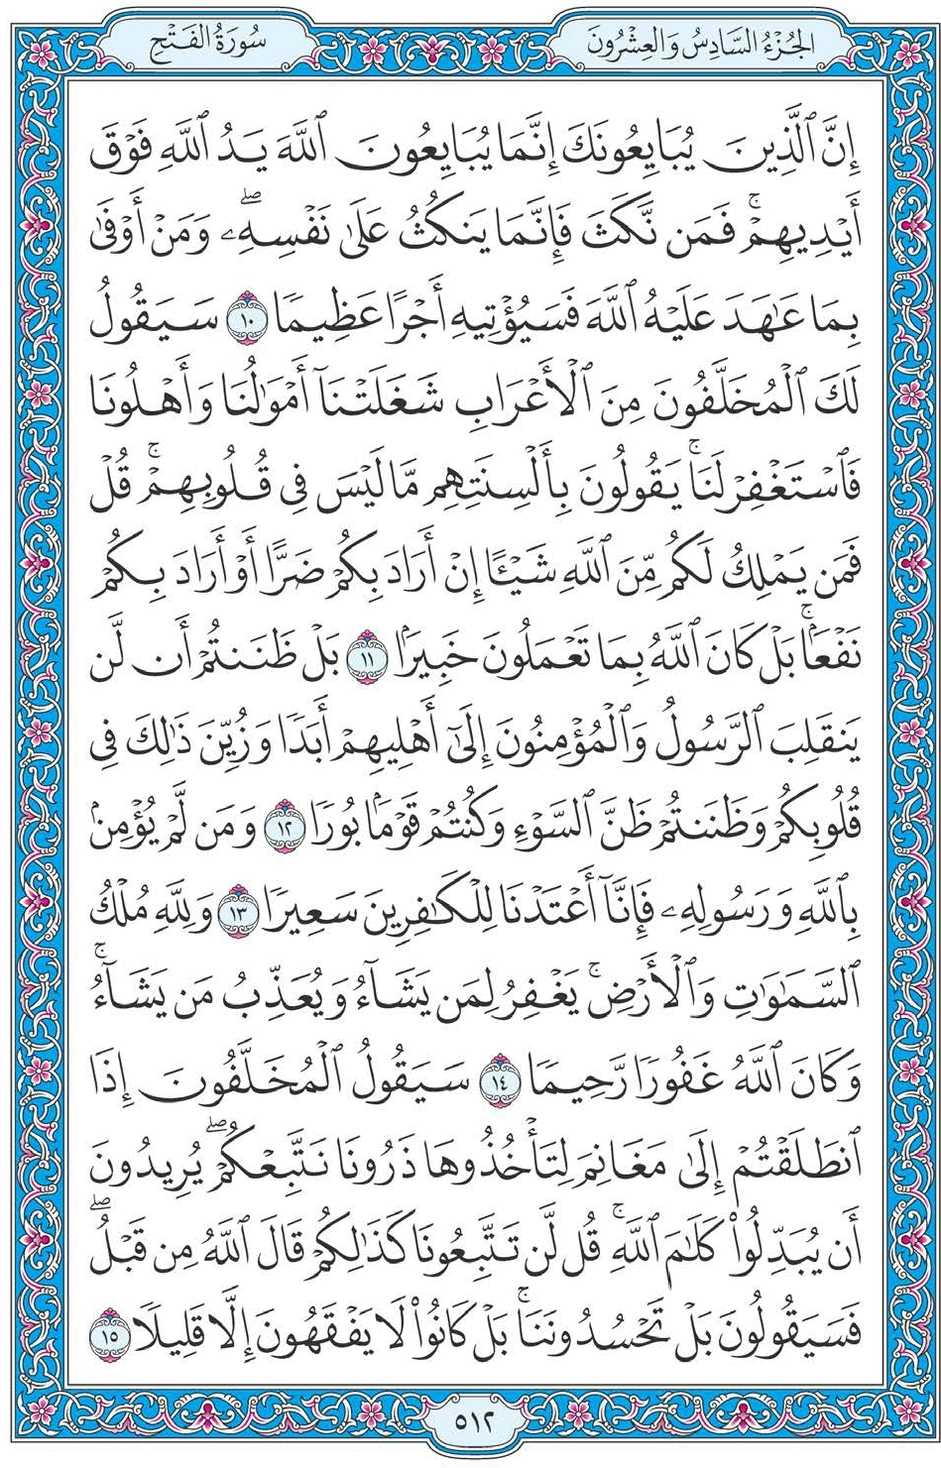 الجُزْءُ السَّادِسُ وَالعِشْرُونَ
سُورَةُ الفَتْحِ
إِنَّ ٱلَّذِينَ يُبَايِعُونَكَ إِنَّمَا يُبَايِعُونَ ٱللَّهَ يَدُ ٱللَّهِ فَوْقَ
أَيْدِيهِمْۚ فَمَن نَّكَثَ فَإِنَّمَا يَنكُثُ عَلَىٰ نَفْسِهِۦۖ وَمَنْ أَوْفَىٰ
بِمَا عَٰهَدَ عَلَيْهُ ٱللَّهَ فَسَيُؤْتِيهِ أَجْرًا عَظِيمًا ١٠ سَيَقُولُ
لَكَ ٱلْمُخَلَّفُونَ مِنَ ٱلْأَعْرَابِ شَغَلَتْنَآ أَمْوَٰلُنَا وَأَهْلُونَا
فَٱسْتَغْفِرْ لَنَاۚ يَقُولُونَ بِأَلْسِنَتِهِم مَّا لَيْسَ فِى قُلُوبِهِمْۚ قُلْ
فَمَن يَمْلِكُ لَكُم مِّنَ ٱللَّهِ شَيْـًٔا إِنْ أَرَادَ بِكُمْ ضَرًّا أَوْ أَرَادَ بِكُمْ
نَفْعَۢاۚ بَلْ كَانَ ٱللَّهُ بِمَا تَعْمَلُونَ خَبِيرَۢا ١١ بَلْ ظَنَنتُمْ أَن لَّن
يَنقَلِبَ ٱلرَّسُولُ وَٱلْمُؤْمِنُونَ إِلَىٰٓ أَهْلِيهِمْ أَبَدًا وَزُيِّنَ ذَٰلِكَ فِى
قُلُوبِكُمْ وَظَنَنتُمْ ظَنَّ ٱلسَّوْءِ وَكُنتُمْ قَوْمَۢا بُورًا ١٢ وَمَن لَّمْ يُؤْمِنۢ
بِٱللَّهِ وَرَسُولِهِۦ فَإِنَّآ أَعْتَدْنَا لِلْكَٰفِرِينَ سَعِيرًا ١٣ وَلِلَّهِ مُلْكُ
ٱلسَّمَٰوَٰتِ وَٱلْأَرْضِۚ يَغْفِرُ لِمَن يَشَآءُ وَيُعَذِّبُ مَن يَشَآءُۚ
وَكَانَ ٱللَّهُ غَفُورًا رَّحِيمًا ١٤ سَيَقُولُ ٱلْمُخَلَّفُونَ إِذَا
ٱنطَلَقْتُمْ إِلَىٰ مَغَانِمَ لِتَأْخُذُوهَا ذَرُونَا نَتَّبِعْكُمْۖ يُرِيدُونَ
أَن يُبَدِّلُوا۟ كَلَٰمَ ٱللَّهِۚ قُل لَّن تَتَّبِعُونَا كَذَٰلِكُمْ قَالَ ٱللَّهُ مِن قَبْلُۖ
فَسَيَقُولُونَ بَلْ تَحْسُدُونَنَاۚ بَلْ كَانُوا۟ لَا يَفْقَهُونَ إِلَّا قَلِيلًا ١٥
٥١٢